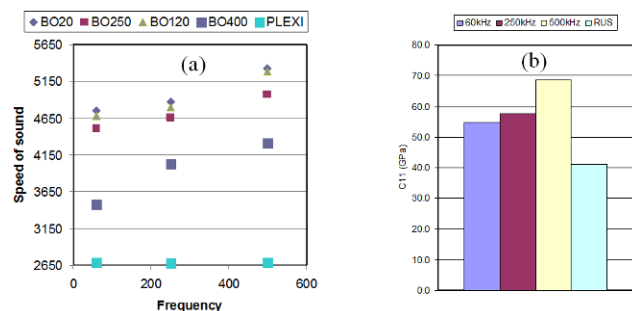 BO20 BO250 BO120 BO400 PLEXI
(a)
Speed of sound
5650
5150
4650
4150
3650
3150
2650
0 200 400 600
Frequency
60kHz 250kHz 500kHz RUS
(b)
C11 (GPa)
80.0
70.0
60.0
50.0
40.0
30.0
20.0
10.0
0.0